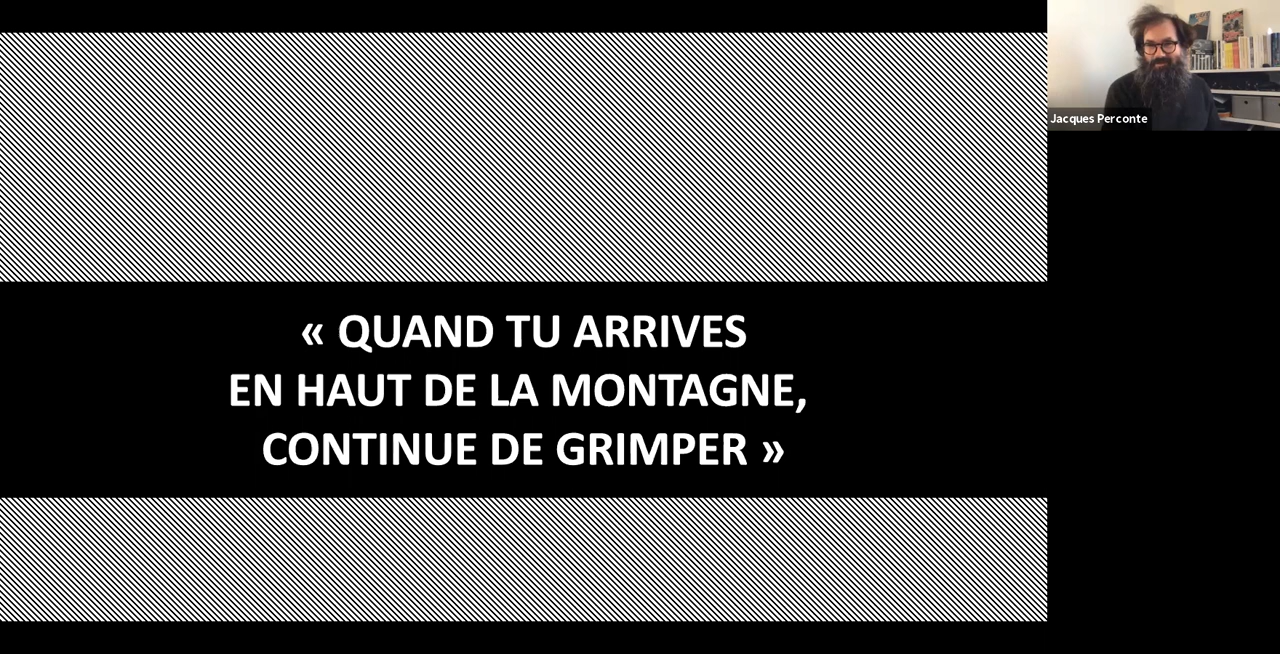 « QUAND TU ARRIVES
EN HAUT DE LA MONTAGNE,
CONTINUE DE GRIMPER »
Jacques Perconte